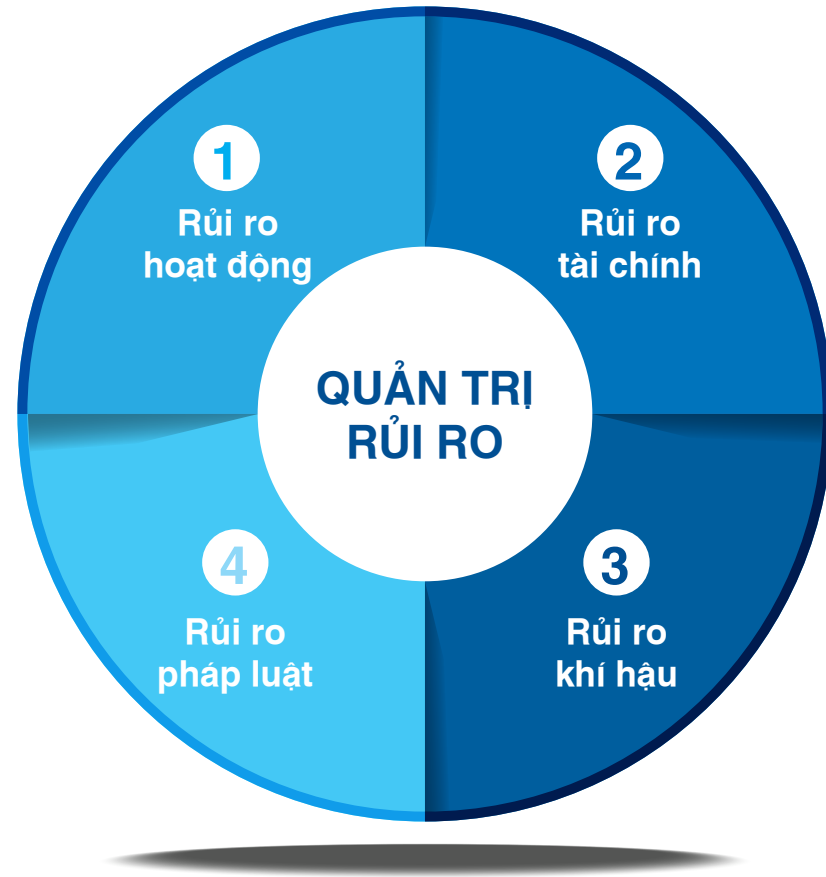 1
Rủi ro
hoạt động
2
Rủi ro
tài chính
QUẢN TRỊ
RỦI RO
3
Rủi ro
khí hậu
4
Rủi ro
pháp luật